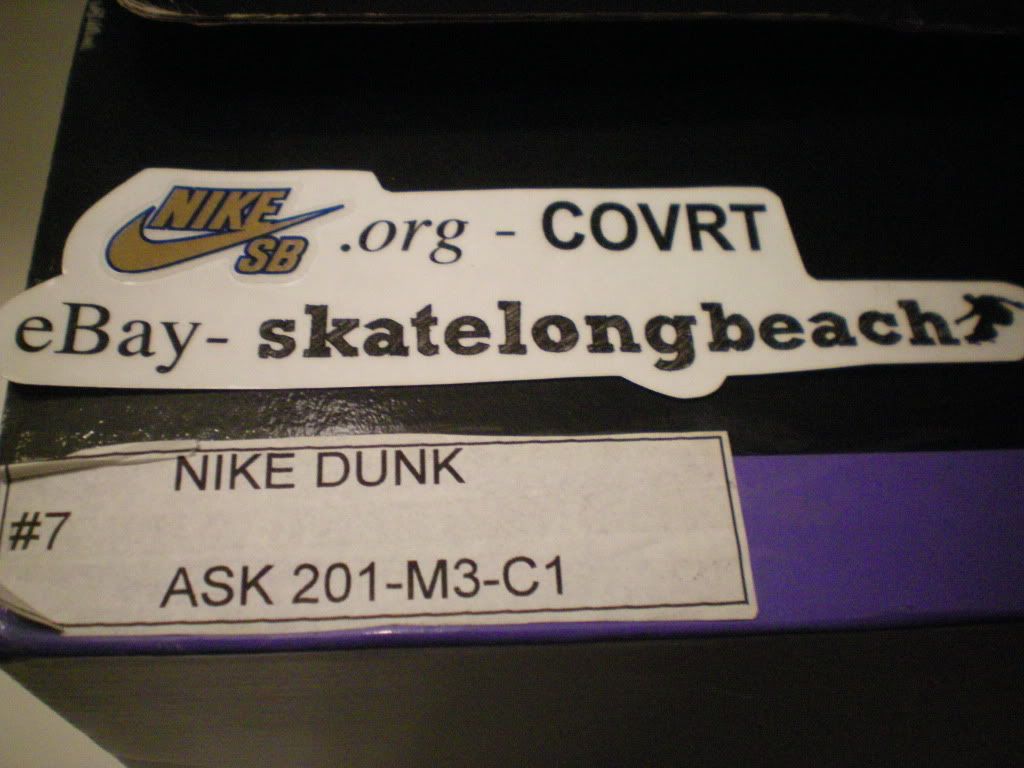 NIKE SB .org - COVRT
eBay- skatelongbeach
NIKE DUNK
#7
ASK 201-M3-C1